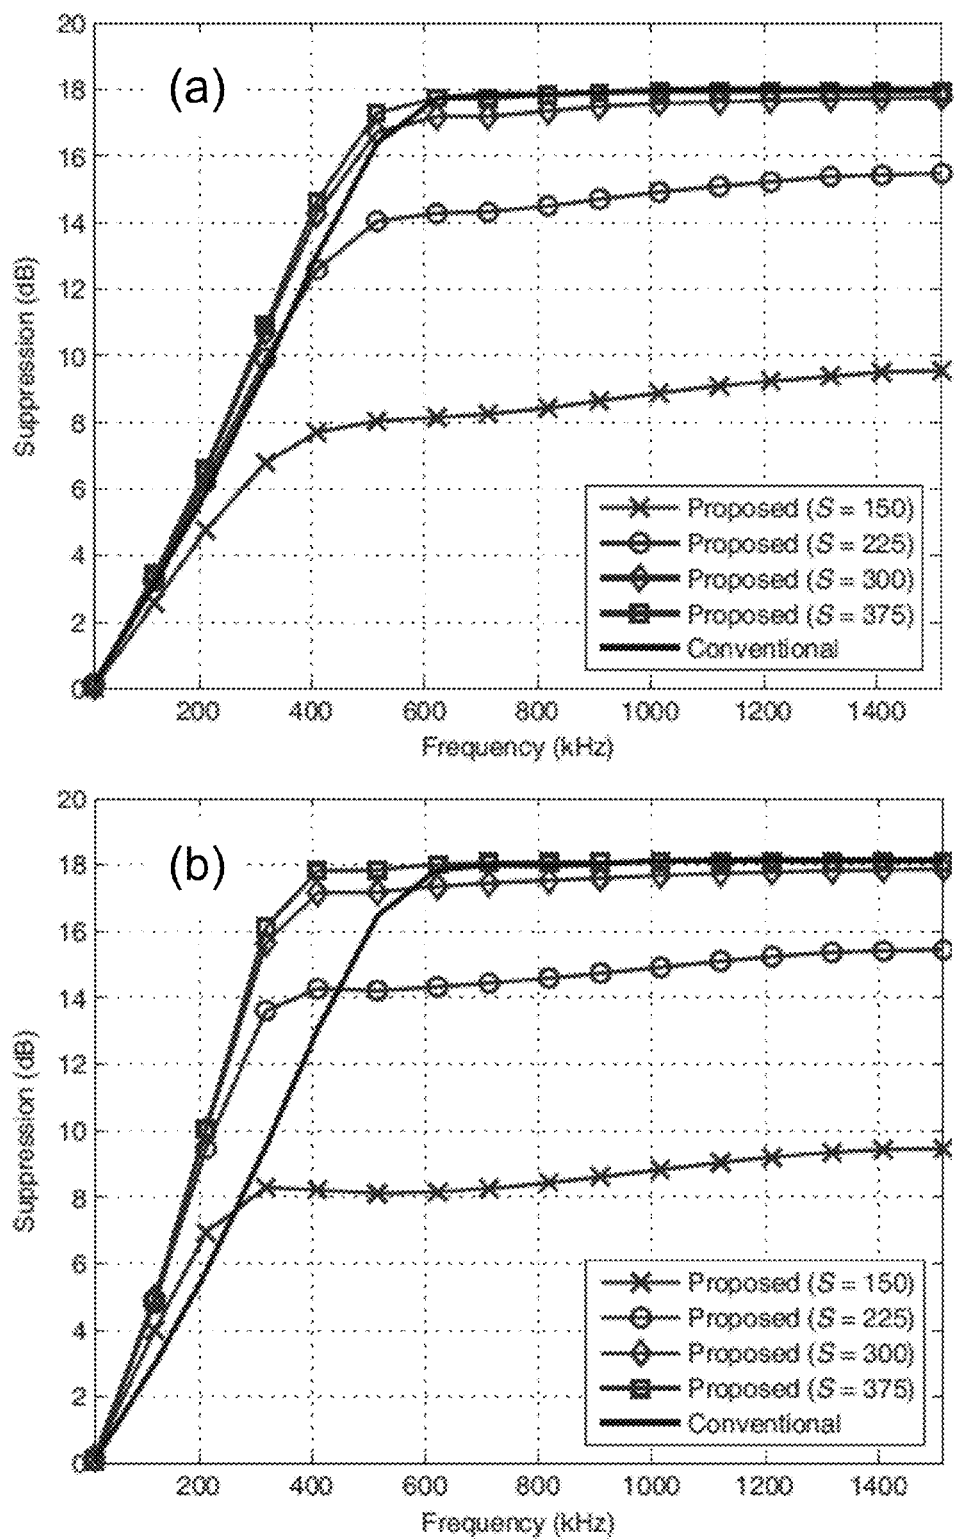 20
18
16
14
12
10
8
6
4
2
0
Suppression (dB)
(a)
Proposed (S = 150)
Proposed (S = 225)
Proposed (S = 300)
Proposed (S = 375)
Conventional
200 400 600 800 1000 1200 1400
Frequency (kHz)
20
18
16
14
12
10
8
6
4
2
0
Suppression (dB)
(b)
Proposed (S = 150)
Proposed (S = 225)
Proposed (S = 300)
Proposed (S = 375)
Conventional
200 400 600 800 1000 1200 1400
Frequency (kHz)